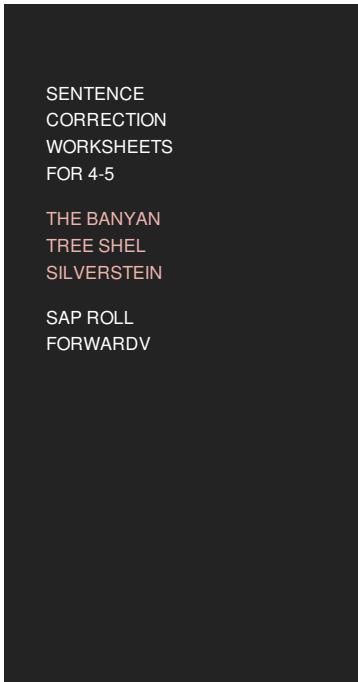 SENTENCE
CORRECTION
WORKSHEETS
FOR 4-5
THE BANYAN
TREE SHEL
SILVERSTEIN
SAP ROLL
FORWARDV